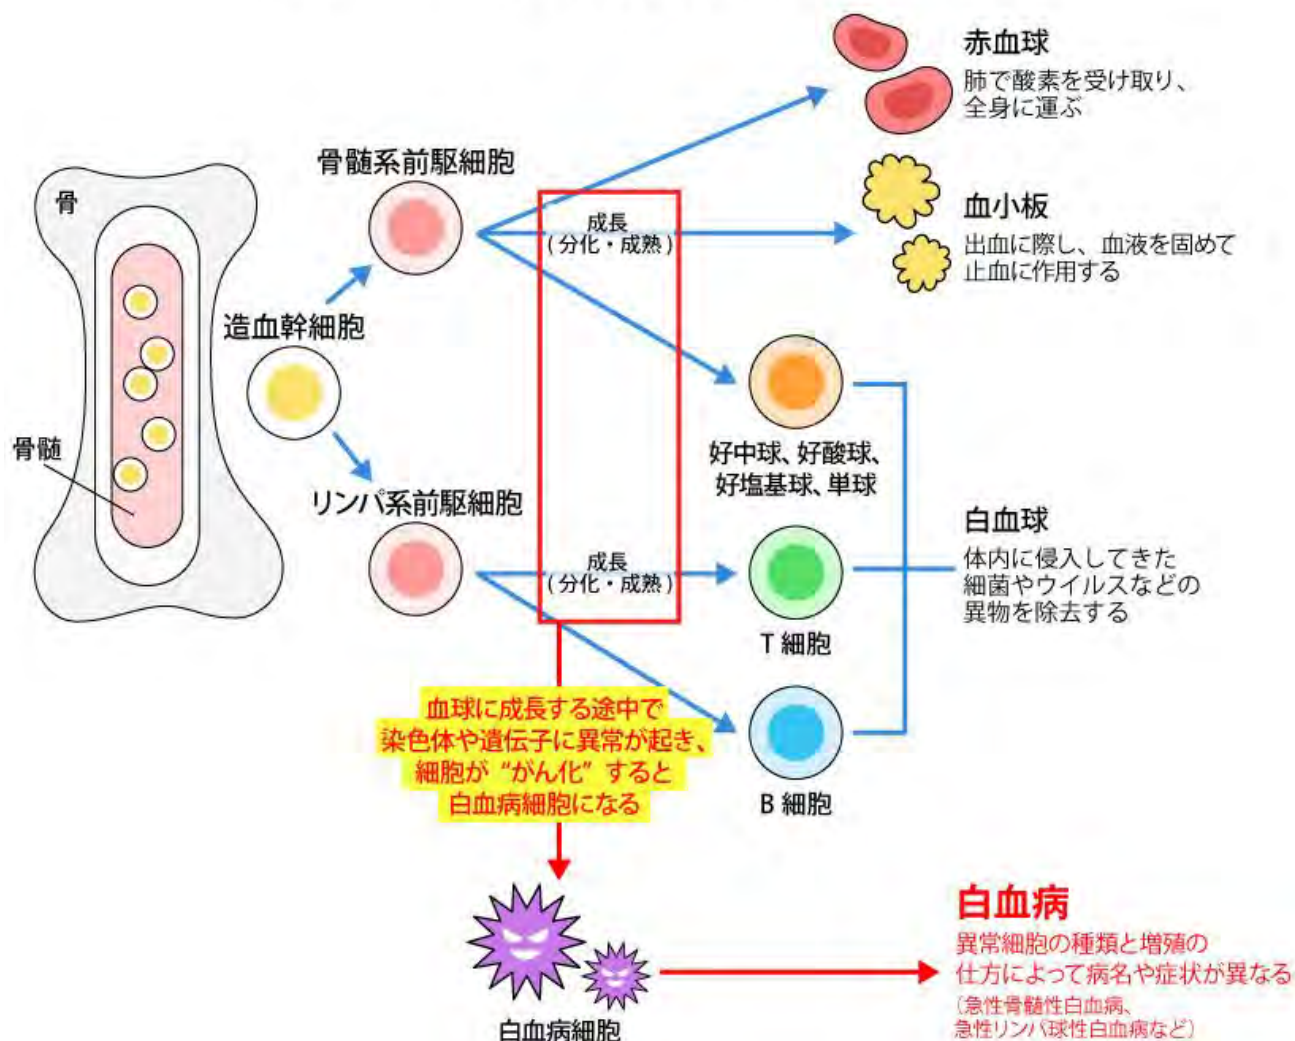 赤血球
肺で酸素を受け取り、
全身に運ぶ
骨髄系前駆細胞
骨
成長
(分化・成熟)
血小板
出血に際し、血液を固めて
止血に作用する
造血幹細胞
骨髄
好中球、好酸球、
好塩基球、単球
リンパ系前駆細胞
白血球
体内に侵入してきた
細菌やウイルスなどの
異物を除去する
成長
(分化・成熟)
T 細胞
血球に成長する途中で
染色体や遺伝子に異常が起き、
細胞が“がん化”すると
白血病細胞になる
B 細胞
白血病
異常細胞の種類と増殖の
仕方によって病名や症状が異なる
(急性骨髄性白血病、
急性リンパ球性白血病など)
白血病細胞